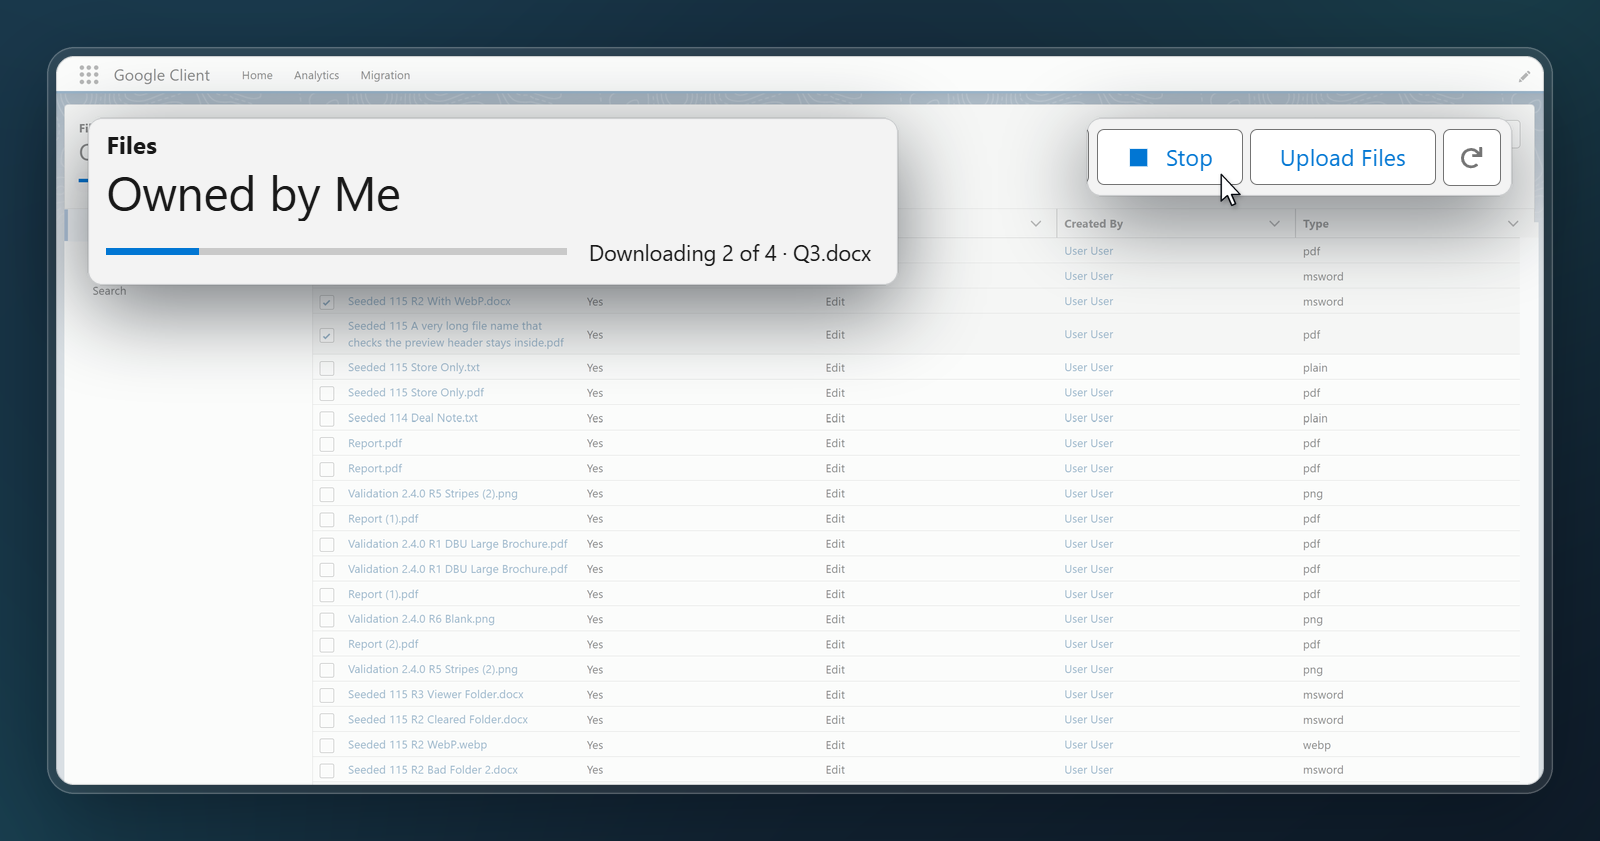 Google Client Home Analytics Migration
Files
Owned by Me
Downloading 2 of 4 · Q3.docx
Stop Upload Files
Created By Type
User User pdf
User User msword
Search
Seeded 115 R2 With WebP.docx Yes Edit User User msword
Seeded 115 A very long file name that
checks the preview header stays inside.pdf Yes Edit User User pdf
Seeded 115 Store Only.txt Yes Edit User User plain
Seeded 115 Store Only.pdf Yes Edit User User pdf
Seeded 114 Deal Note.txt Yes Edit User User plain
Report.pdf Yes Edit User User pdf
Report.pdf Yes Edit User User pdf
Validation 2.4.0 R5 Stripes (2).png Yes Edit User User png
Report (1).pdf Yes Edit User User pdf
Validation 2.4.0 R1 DBU Large Brochure.pdf Yes Edit User User pdf
Validation 2.4.0 R1 DBU Large Brochure.pdf Yes Edit User User pdf
Report (1).pdf Yes Edit User User pdf
Validation 2.4.0 R6 Blank.png Yes Edit User User png
Report (2).pdf Yes Edit User User pdf
Validation 2.4.0 R5 Stripes (2).png Yes Edit User User png
Seeded 115 R3 Viewer Folder.docx Yes Edit User User msword
Seeded 115 R2 Cleared Folder.docx Yes Edit User User msword
Seeded 115 R2 WebP.webp Yes Edit User User webp
Seeded 115 R2 Bad Folder 2.docx Yes Edit User User msword